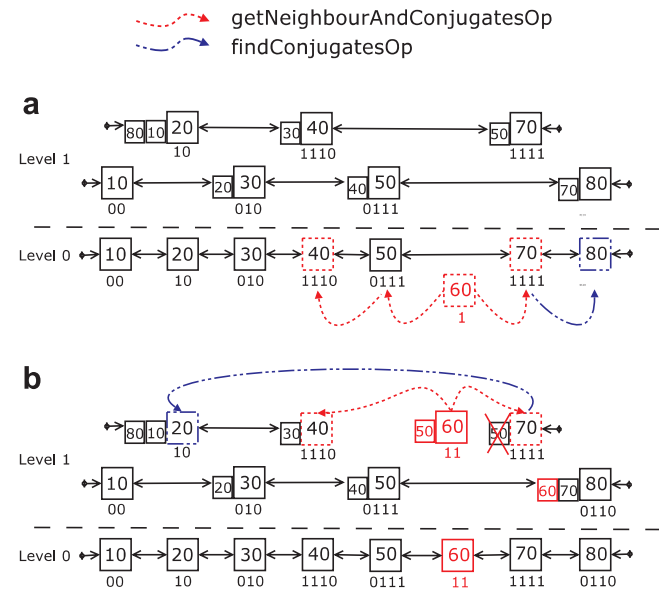 getNeighbourAndConjugatesOp
findConjugatesOp
a
80 10 20 30 40 50 70
10 1110 1111
Level 1
10 20 30 40 50 70 80
00 010 0111 ..
Level 0
10 20 30 40 50 70 80
60
00 10 010 1110 0111 1111 ..
1
b
80 10 20 30 40 50 60 50 70
10 1110 11 1111
Level 1
10 20 30 40 50 60 70 80
00 010 0111 0110
Level 0
10 20 30 40 50 60 70 80
00 10 010 1110 0111 11 1111 0110